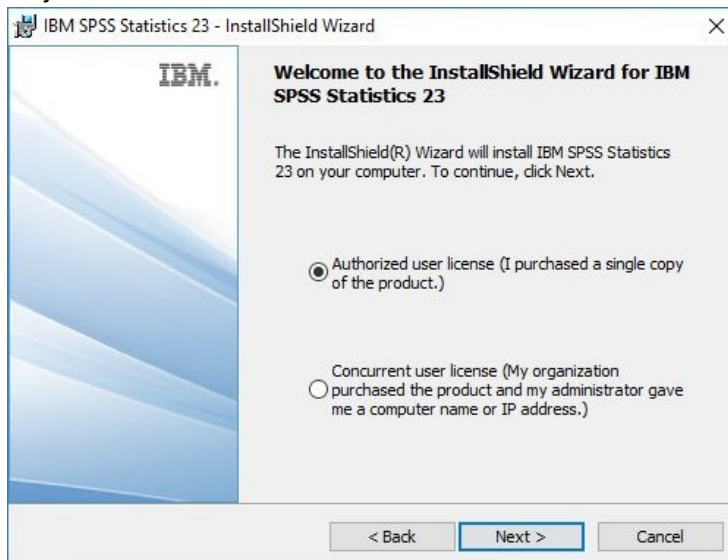 IBM SPSS Statistics 23 - InstallShield Wizard
IBM.
Welcome to the InstallShield Wizard for IBM
SPSS Statistics 23
The InstallShield(R) Wizard will install IBM SPSS Statistics
23 on your computer. To continue, click Next.
Authorized user license (I purchased a single copy
of the product.)
Concurrent user license (My organization
purchased the product and my administrator gave
me a computer name or IP address.)
< Back
Next >
Cancel